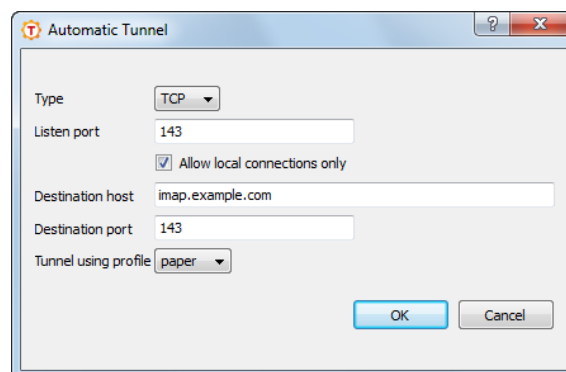 Automatic Tunnel
Type TCP
Listen port 143
Allow local connections only
Destination host imap.example.com
Destination port 143
Tunnel using profile paper
OK Cancel